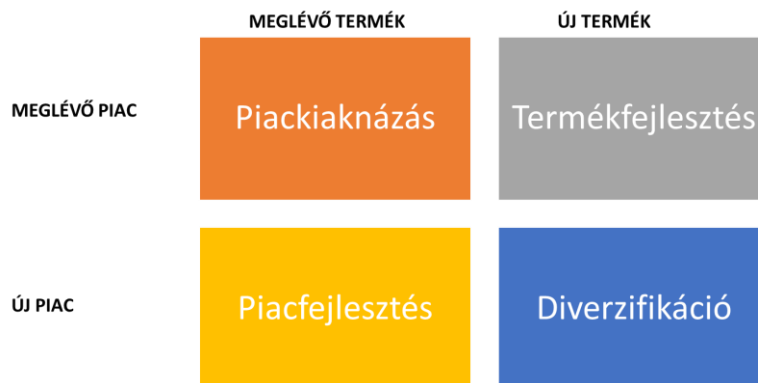 MEGLÉVŐ TERMÉK
ÚJ TERMÉK
MEGLÉVŐ PIAC
Piackiaknázás
Termékfejlesztés
ÚJ PIAC
Piacfejlesztés
Diverzifikáció